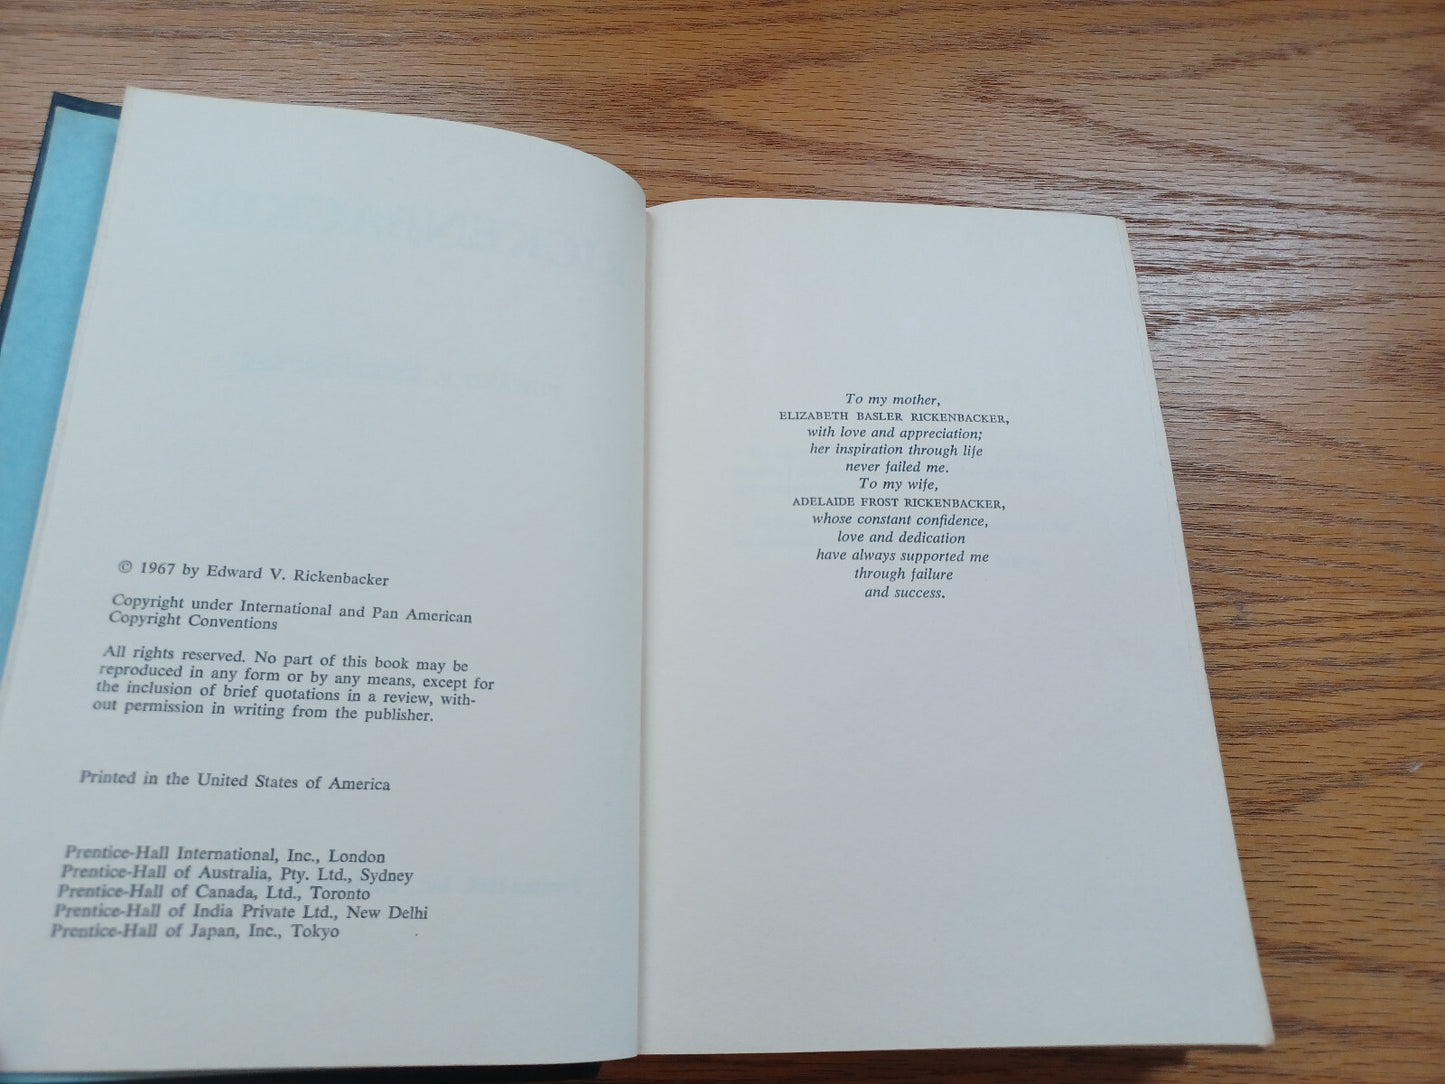 © 1967 by Edward V. Rickenbacker
Copyright under International and Pan American
Copyright Conventions
All rights reserved. No part of this book may be
reproduced in any form or by any means, except for
the inclusion of brief quotations in a review, with-
out permission in writing from the publisher.
Printed in the United States of America
Prentice-Hall International, Inc., London
Prentice-Hall of Australia, Pty. Ltd., Sydney
Prentice-Hall of Canada, Ltd., Toronto
Prentice-Hall of India Private Ltd., New Delhi
Prentice-Hall of Japan, Inc., Tokyo
To my mother,
ELIZABETH BASLER RICKENBACKER,
with love and appreciation;
her inspiration through life
never failed me.
To my wife,
ADELAIDE FROST RICKENBACKER,
whose constant confidence,
love and dedication
have always supported me
through failure
and success.